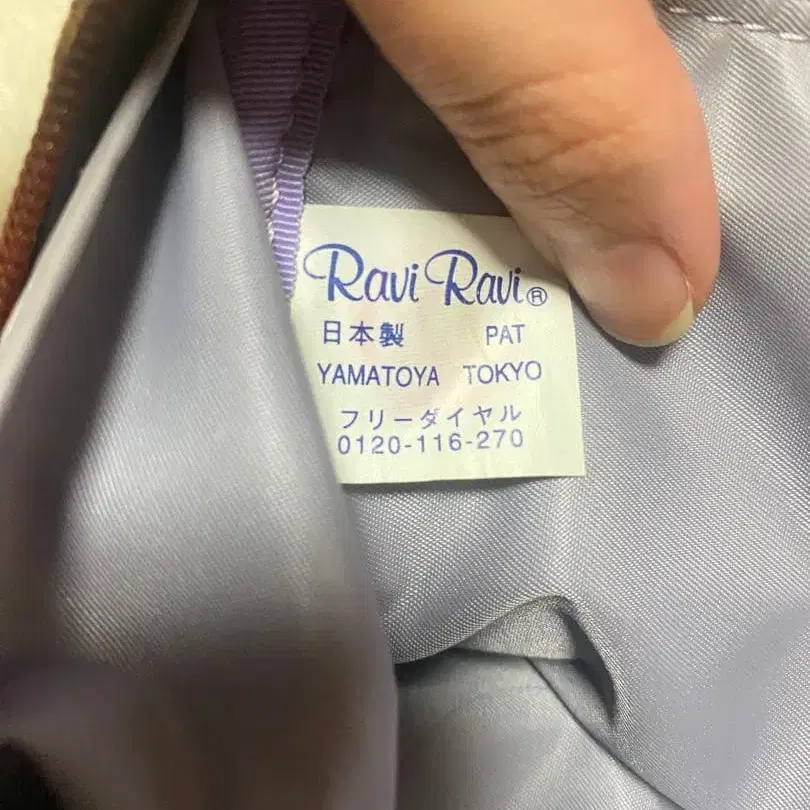 Ravi Ravi®
日本製 PAT
YAMATOYA TOKYO
フリーダイヤル
0120-116-270